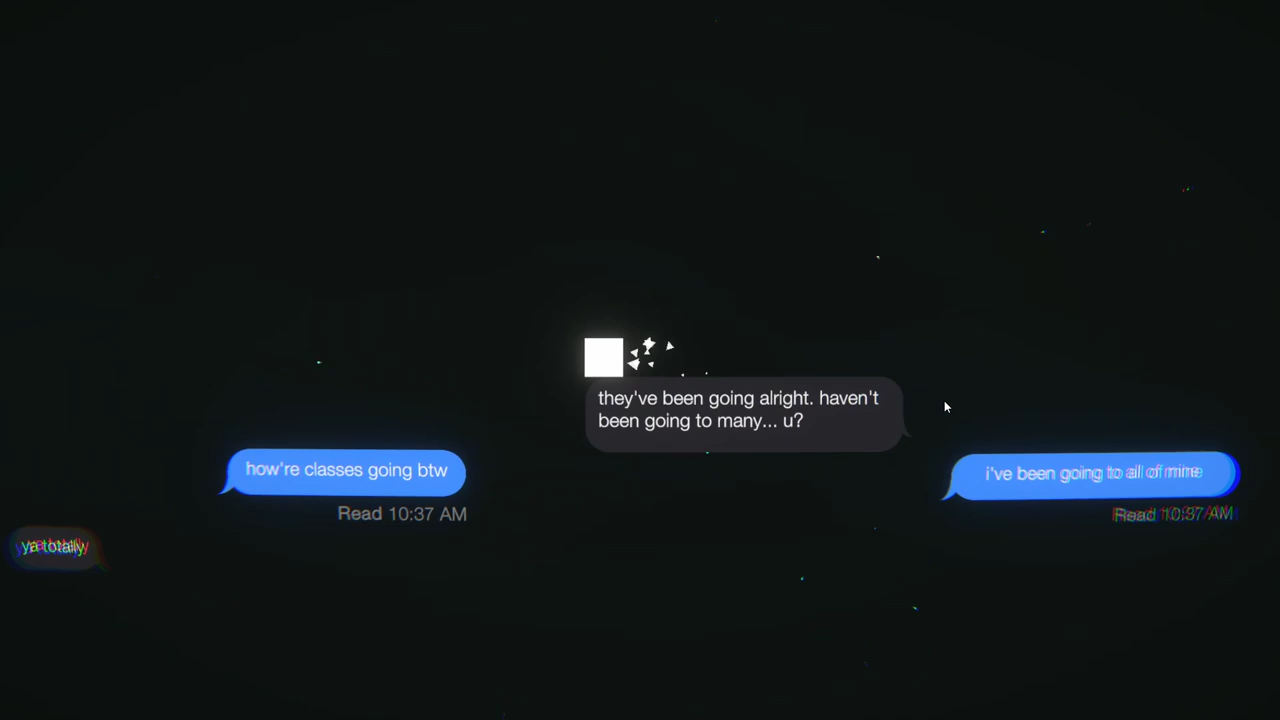 ya totally
how're classes going btw
Read 10:37 AM
they've been going alright. haven't
been going to many... u?
i've been going to all of mine
Read 10:37 AM